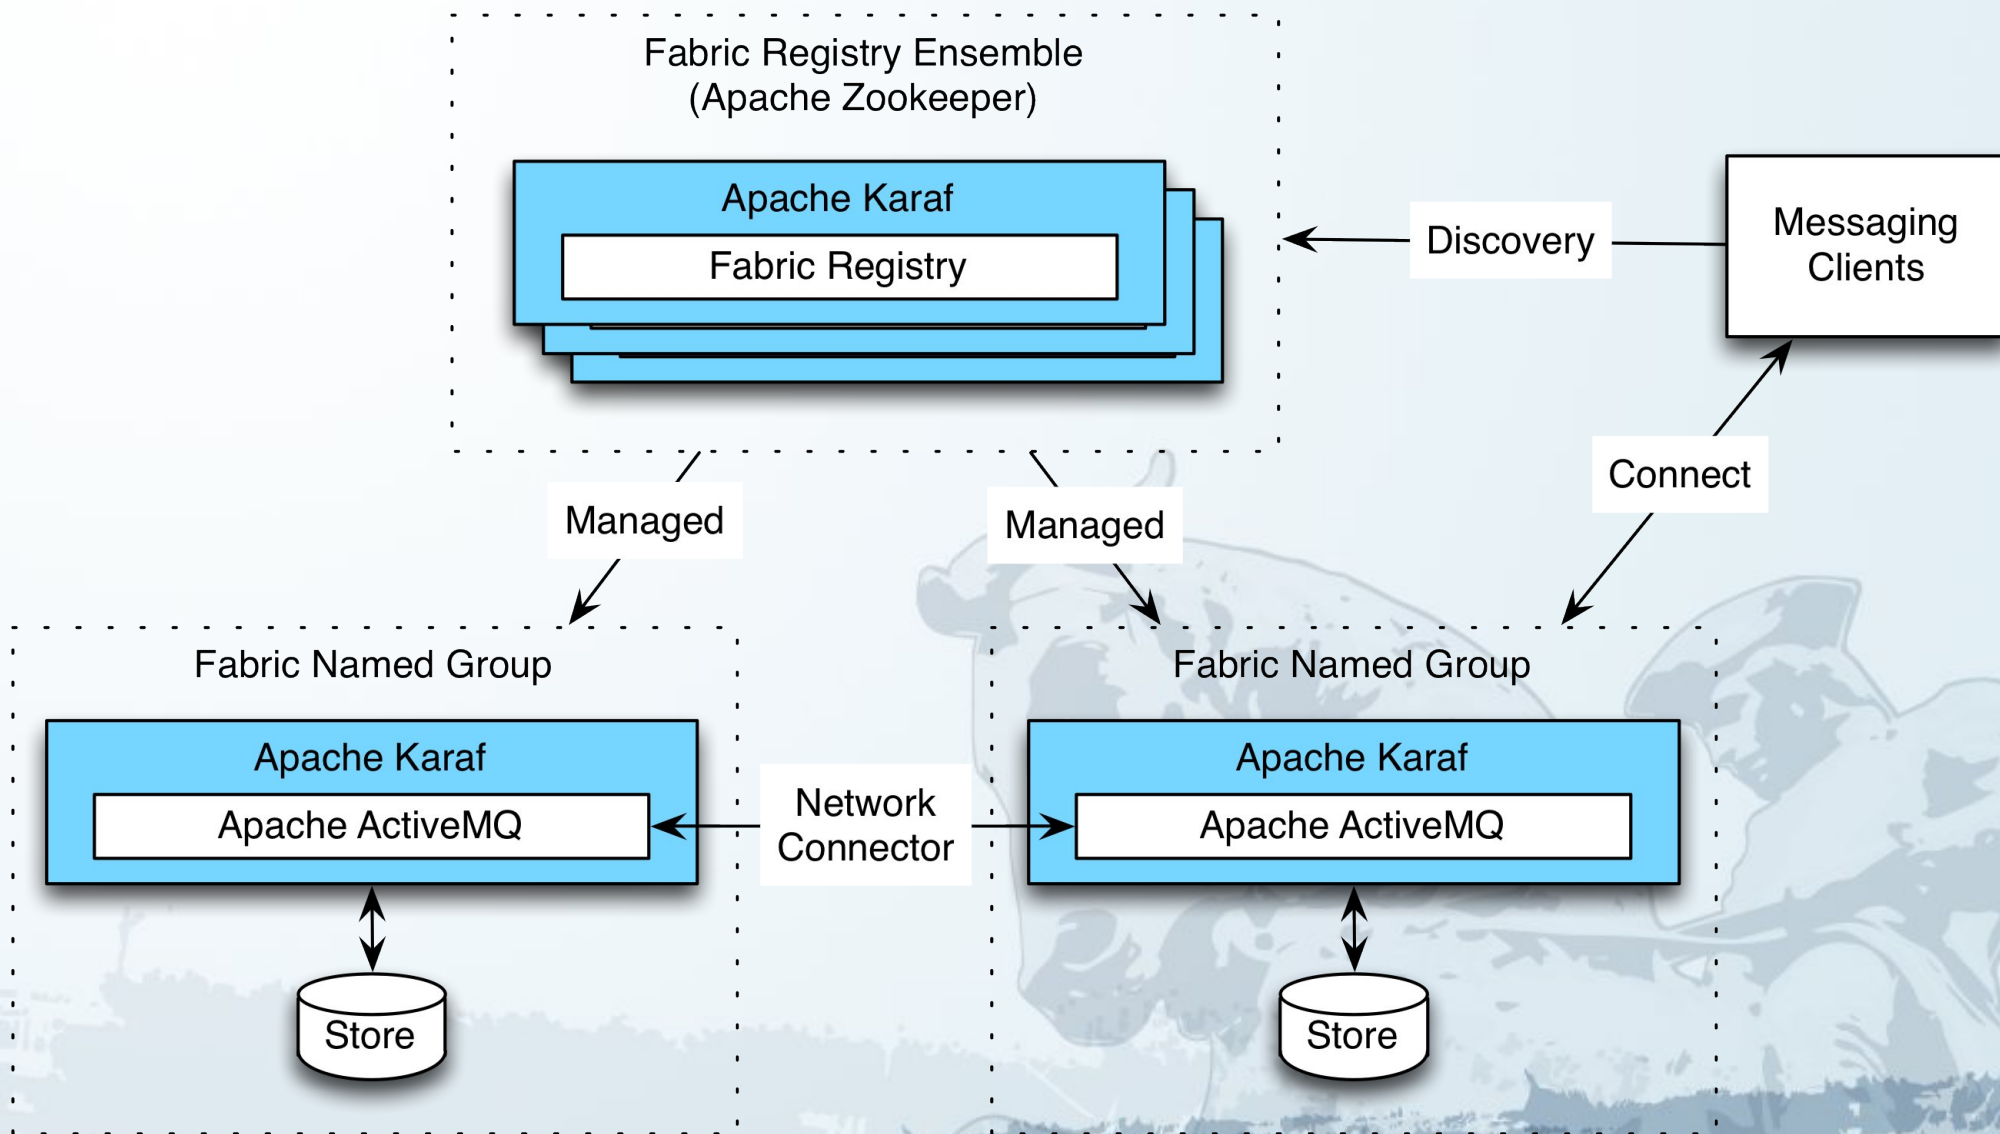 Fabric Registry Ensemble
(Apache Zookeeper)
Apache Karaf
Fabric Registry
Discovery
Messaging
Clients
Connect
Managed
Managed
Fabric Named Group
Apache Karaf
Apache ActiveMQ
Store
Network
Connector
Fabric Named Group
Apache Karaf
Apache ActiveMQ
Store